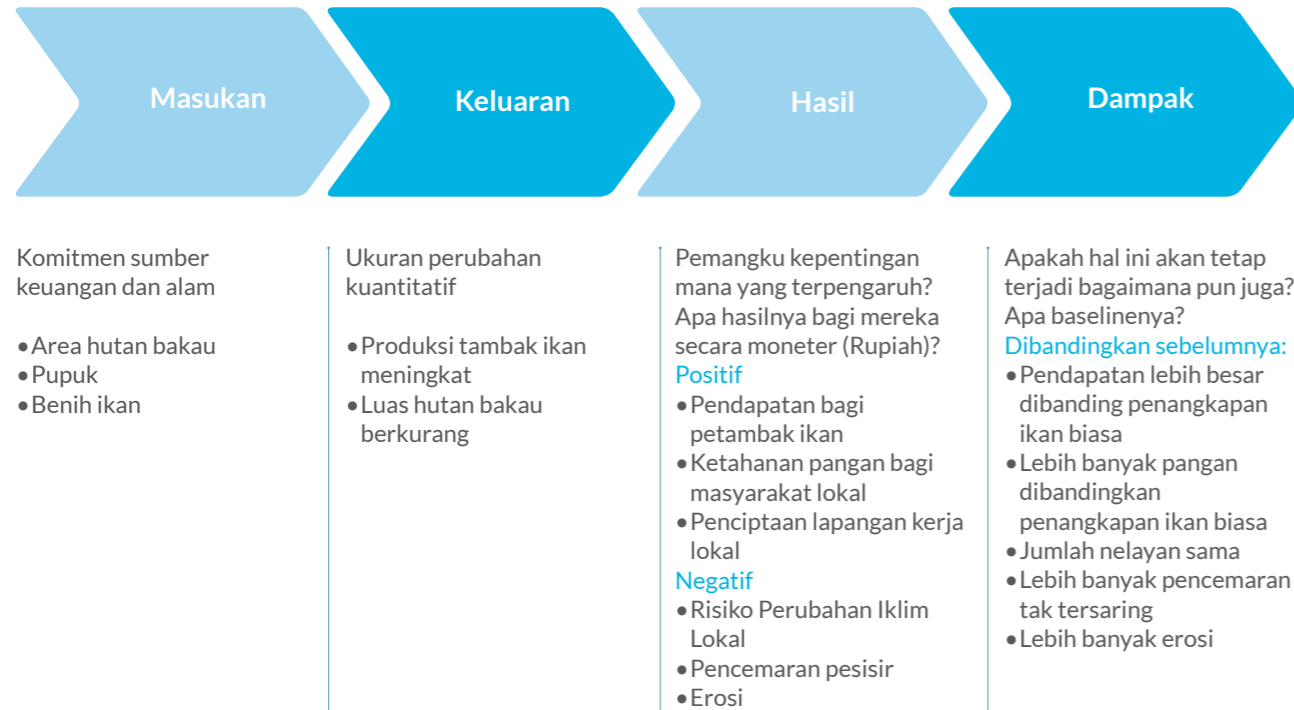 Masukan
Keluaran
Hasil
Dampak
Komitmen sumber
keuangan dan alam
•Area hutan bakau
•Pupuk
•Benih ikan
Ukuran perubahan
kuantitatif
•Produksi tambak ikan
meningkat
•Luas hutan bakau
berkurang
Pemangku kepentingan
mana yang terpengaruh?
Apa hasilnya bagi mereka
secara moneter (Rupiah)?
Positif
•Pendapatan bagi
petambak ikan
•Ketahanan pangan bagi
masyarakat lokal
•Penciptaan lapangan kerja
lokal
Negatif
•Risiko Perubahan Iklim
Lokal
•Pencemaran pesisir
•Erosi
Apakah hal ini akan tetap
terjadi bagaimana pun juga?
Apa baselinenya?
Dibandingkan sebelumnya:
•Pendapatan lebih besar
dibanding penangkapan
ikan biasa
•Lebih banyak pangan
dibandingkan
penangkapan ikan biasa
•Jumlah nelayan sama
•Lebih banyak pencemaran
tak tersaring
•Lebih banyak erosi